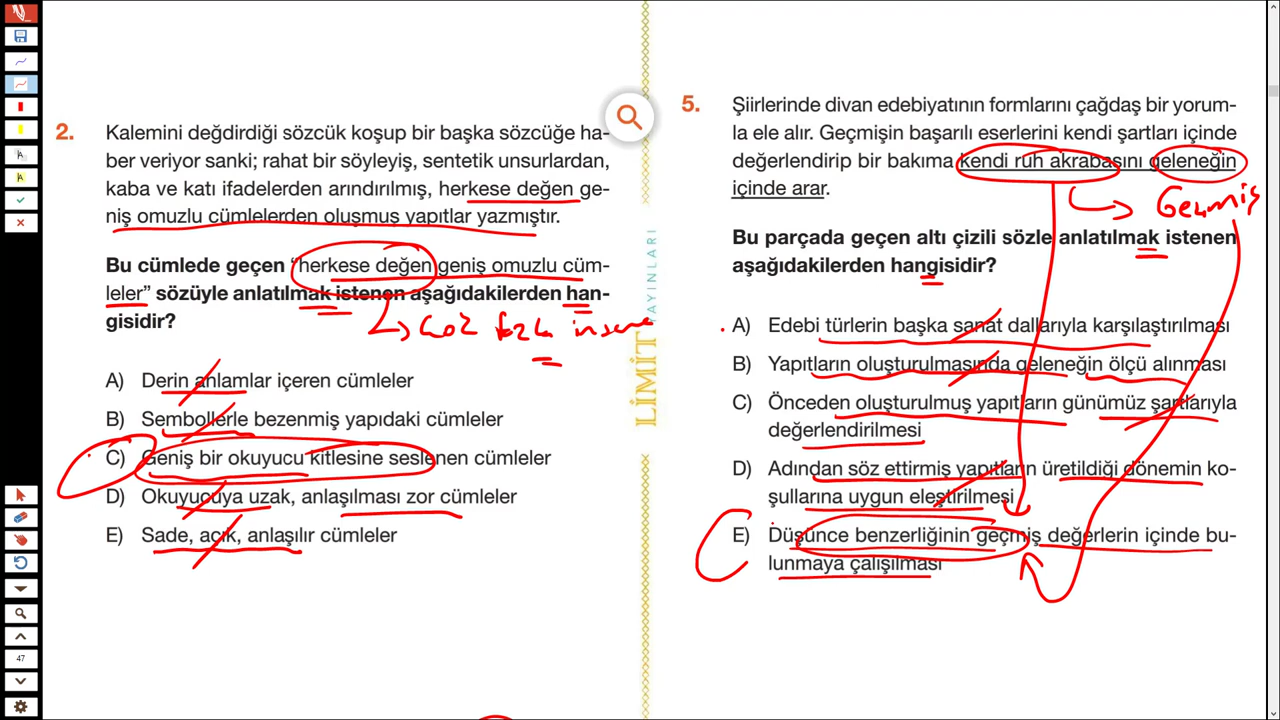 2. Kalemini değdirdiği sözcük koşup bir başka sözcüğe ha-
ber veriyor sanki; rahat bir söyleyiş, sentetik unsurlardan,
kaba ve katı ifadelerden arındırılmış, herkese değen ge-
niş omuzlu cümlelerden oluşmuş yapıtlar yazmıştır.
Bu cümlede geçen “herkese değen geniş omuzlu cüm-
leler” sözüyle anlatılmak istenen aşağıdakilerden han-
gisidir?
A) Derin anlamlar içeren cümleler
B) Sembollerle bezenmiş yapıdaki cümleler
C) Geniş bir okuyucu kitlesine seslenen cümleler
D) Okuyucuya uzak, anlaşılması zor cümleler
E) Sade, açık, anlaşılır cümleler
LİMİT YAYINLARI
5. Şiirlerinde divan edebiyatının formlarını çağdaş bir yorum-
la ele alır. Geçmişin başarılı eserlerini kendi şartları içinde
değerlendirip bir bakıma kendi ruh akrabasını geleneğin
içinde arar.
Geçmiş
Bu parçada geçen altı çizili sözle anlatılmak istenen
aşağıdakilerden hangisidir?
A) Edebi türlerin başka sanat dallarıyla karşılaştırılması
B) Yapıtların oluşturulmasında geleneğin ölçü alınması
C) Önceden oluşturulmuş yapıtların günümüz şartlarıyla
değerlendirilmesi
D) Adından söz ettirmiş yapıtların üretildiği dönemin ko-
şullarına uygun eleştirilmesi
E) Düşünce benzerliğinin geçmiş değerlerin içinde bu-
lunmaya çalışılması
47